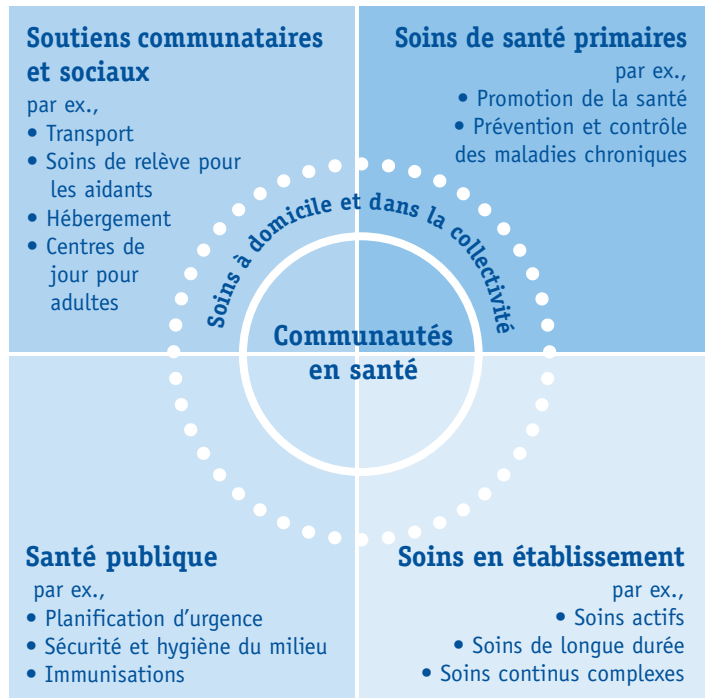 Soutiens communataires
et sociaux
par ex.,
• Transport
• Soins de relève pour
les aidants
• Hébergement
• Centres de
jour pour
adultes
Soins de santé primaires
par ex.,
• Promotion de la santé
• Prévention et contrôle
des maladies chroniques
Soins à domicile et dans la collectivité
Communautés
en santé
Santé publique
par ex.,
• Planification d'urgence
• Sécurité et hygiène du milieu
• Immunisations
Soins en établissement
par ex.,
• Soins actifs
• Soins de longue durée
• Soins continus complexes